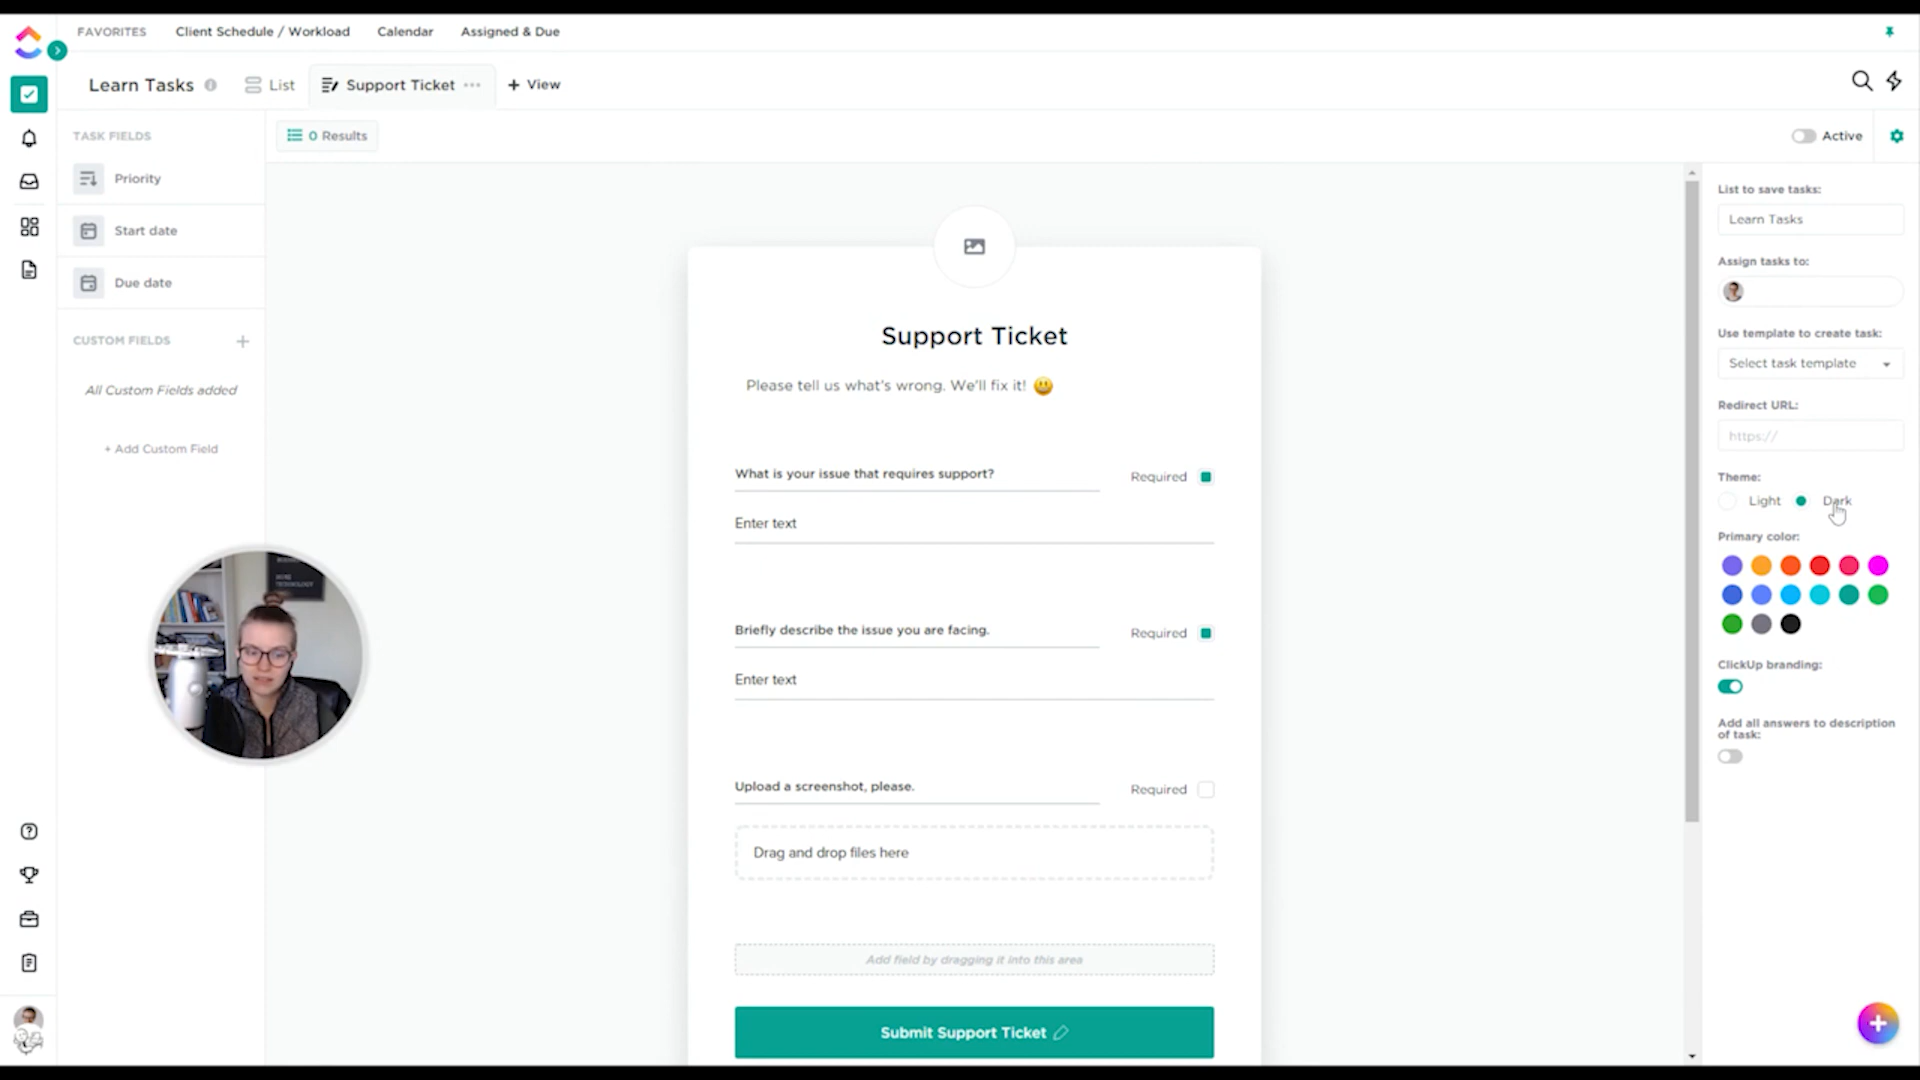 FAVORITES Client Schedule / Workload Calendar Assigned & Due
Learn Tasks List Support Ticket ••• + View
TASK FIELDS
0 Results
Active
Priority
Start date
Due date
CUSTOM FIELDS +
All Custom Fields added
+ Add Custom Field
Support Ticket
Please tell us what's wrong. We'll fix it! 😃
What is your issue that requires support? Required
Enter text
Briefly describe the issue you are facing. Required
Enter text
Upload a screenshot, please. Required
Drag and drop files here
Add field by dragging it into this area
Submit Support Ticket
List to save tasks:
Learn Tasks
Assign tasks to:
Use template to create task:
Select task template
Redirect URL:
https://
Theme:
Light Dark
Primary color:
ClickUp branding:
Add all answers to description
of task: